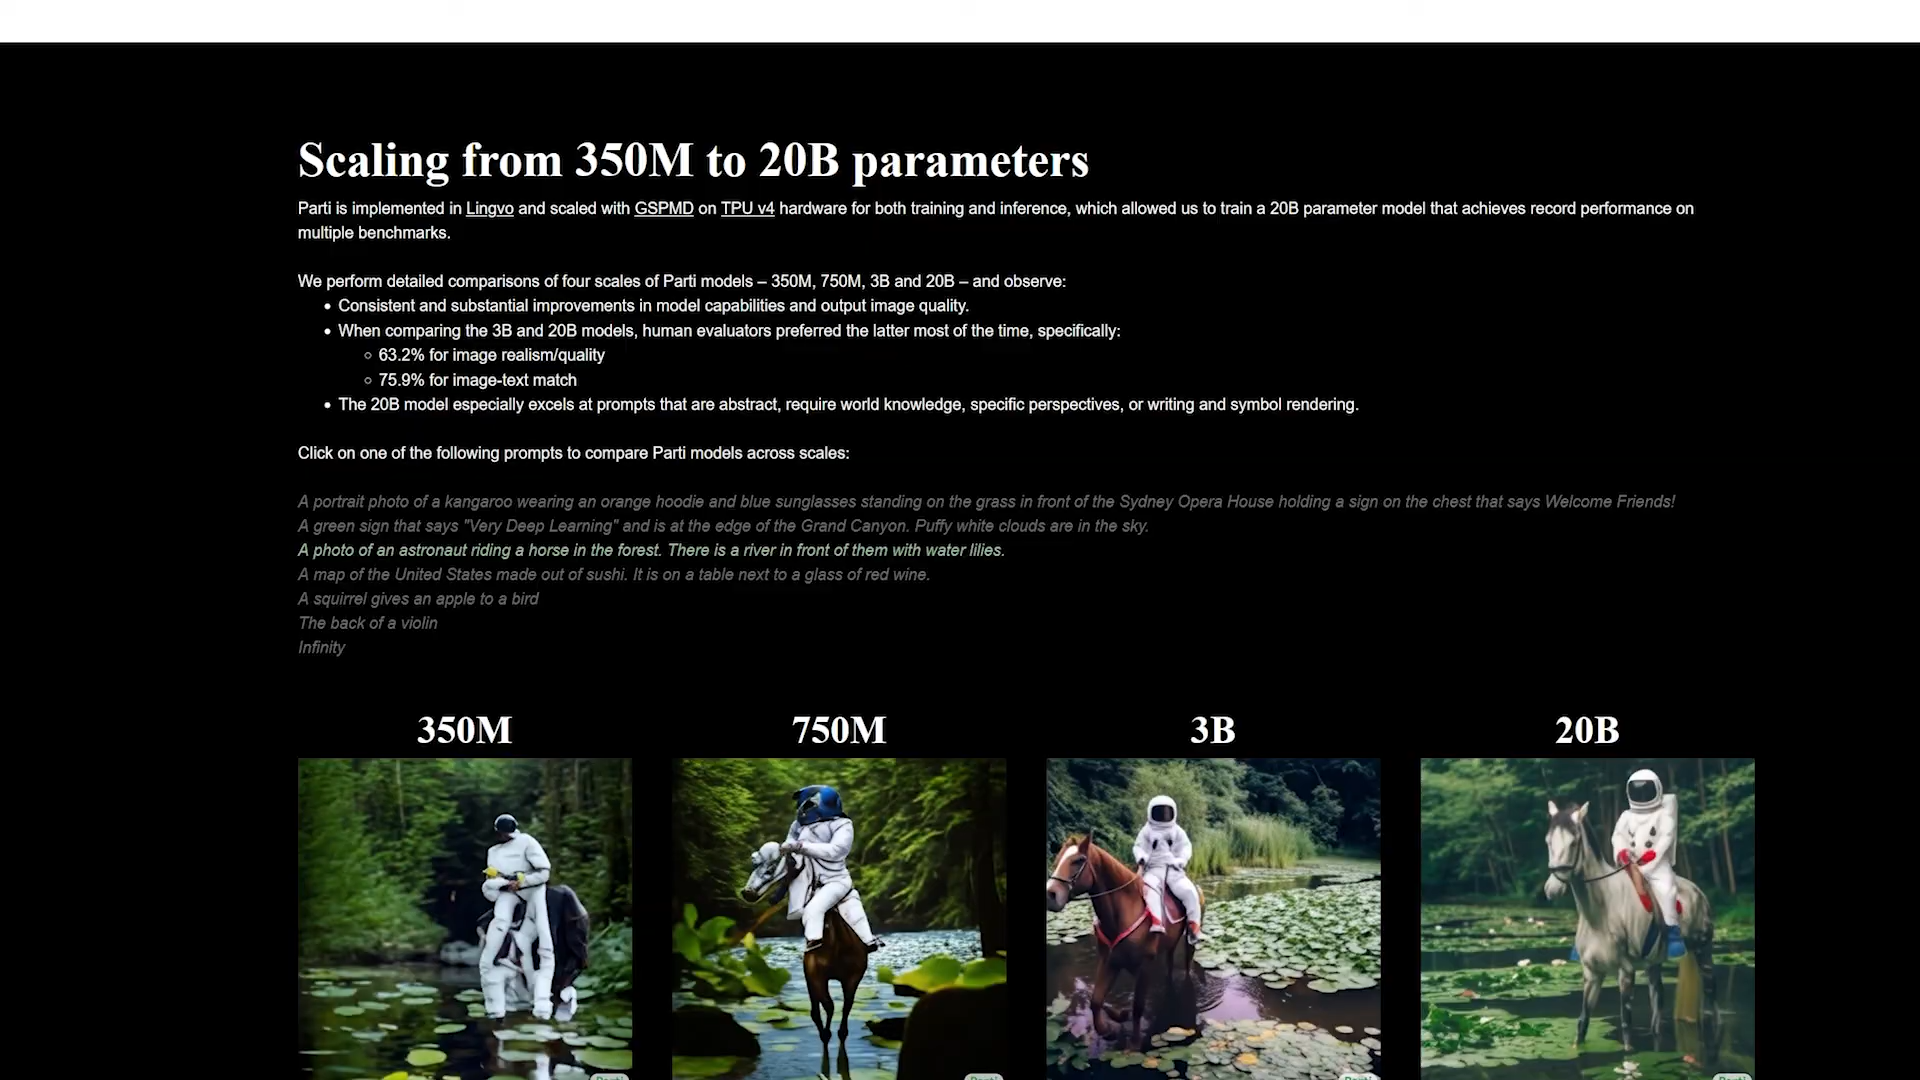 Scaling from 350M to 20B parameters
Parti is implemented in Lingvo and scaled with GSPMD on TPU v4 hardware for both training and inference, which allowed us to train a 20B parameter model that achieves record performance on
multiple benchmarks.
We perform detailed comparisons of four scales of Parti models – 350M, 750M, 3B and 20B – and observe:
• Consistent and substantial improvements in model capabilities and output image quality.
• When comparing the 3B and 20B models, human evaluators preferred the latter most of the time, specifically:
○ 63.2% for image realism/quality
○ 75.9% for image-text match
• The 20B model especially excels at prompts that are abstract, require world knowledge, specific perspectives, or writing and symbol rendering.
Click on one of the following prompts to compare Parti models across scales:
A portrait photo of a kangaroo wearing an orange hoodie and blue sunglasses standing on the grass in front of the Sydney Opera House holding a sign on the chest that says Welcome Friends!
A green sign that says "Very Deep Learning" and is at the edge of the Grand Canyon. Puffy white clouds are in the sky.
A photo of an astronaut riding a horse in the forest. There is a river in front of them with water lilies.
A map of the United States made out of sushi. It is on a table next to a glass of red wine.
A squirrel gives an apple to a bird
The back of a violin
Infinity
350M 750M 3B 20B